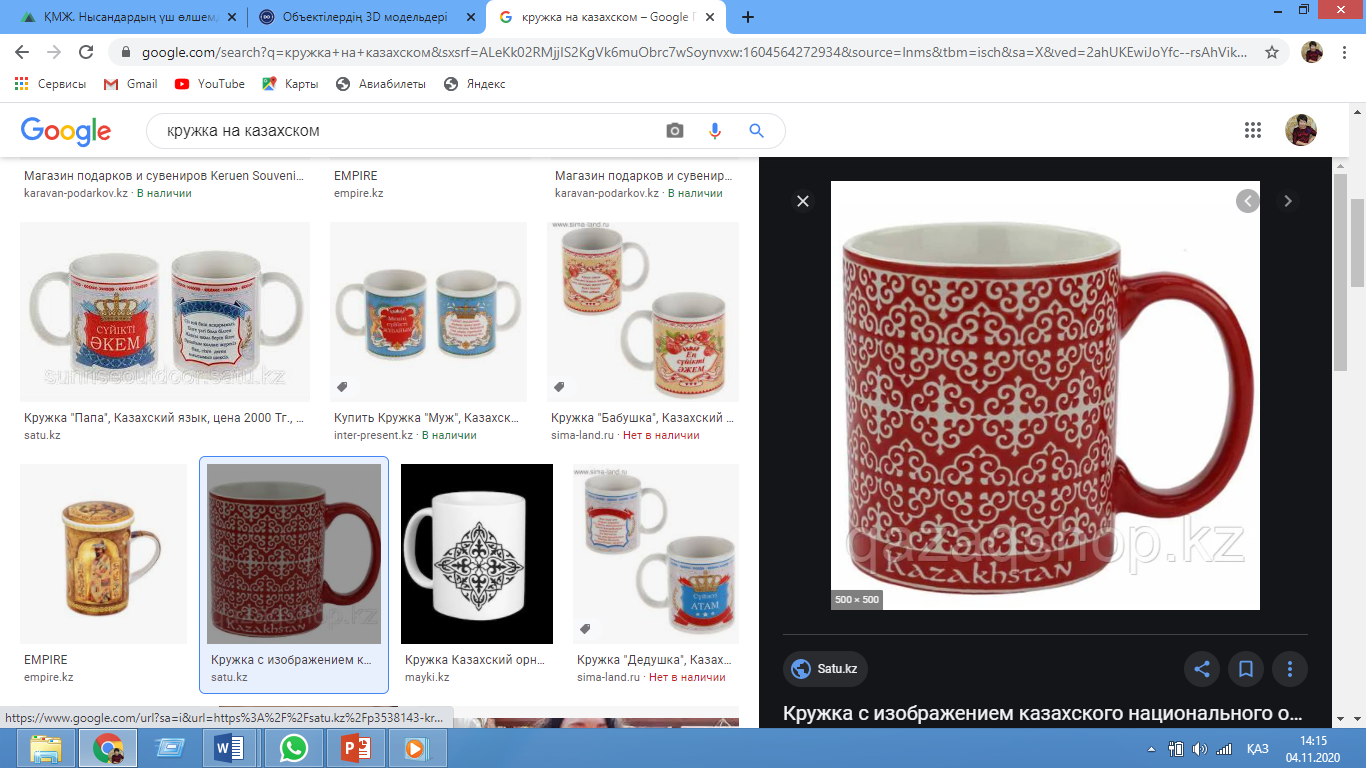 ҚМЖ. Нысандардың үш өлшем
Объектілердің 3D модельдері
кружка на казахском – Google П
google.com/search?q=кружка+на+казахском&sxsrf=ALeKk02RMjjIS2KgVk6muObrc7wSoynvxw:1604564272934&source=lnms&tbm=isch&sa=X&ved=2ahUKEwiJoYfc--rsAhVik...
Сервисы
Gmail
YouTube
Карты
Авиабилеты
Яндекс
Google
кружка на казахском
Магазин подарков и сувениров Keruen Souveni...
karavan-podarkov.kz · В наличии
EMPIRE
empire.kz
Магазин подарков и сувенир...
karavan-podarkov.kz · В наличии
СҮЙІКТІ
ӘКЕМ
sunriseoutdoor.satu.kz
Менің
сүйікті
www.sima-land.ru
Ең
сүйікті
ӘЖЕМ
Кружка "Папа", Казахский язык, цена 2000 Тг., ...
satu.kz
Купить Кружка "Муж", Казахск...
inter-present.kz · В наличии
Кружка "Бабушка", Казахский ...
sima-land.ru · Нет в наличии
KAZAKHSTAN
www.sima-land.ru
Сүйікті
АТАМ
EMPIRE
empire.kz
Кружка с изображением к...
satu.kz
Кружка Казахский орн...
mayki.kz
Кружка "Дедушка", Казах...
sima-land.ru · Нет в наличии
qazaqshop.kz
KAZAKHSTAN
500 × 500
Satu.kz
Кружка с изображением казахского национального о...
https://www.google.com/url?sa=i&url=https%3A%2F%2Fsatu.kz%2Fp3538143-kr...
ҚАЗ
14:15
04.11.2020